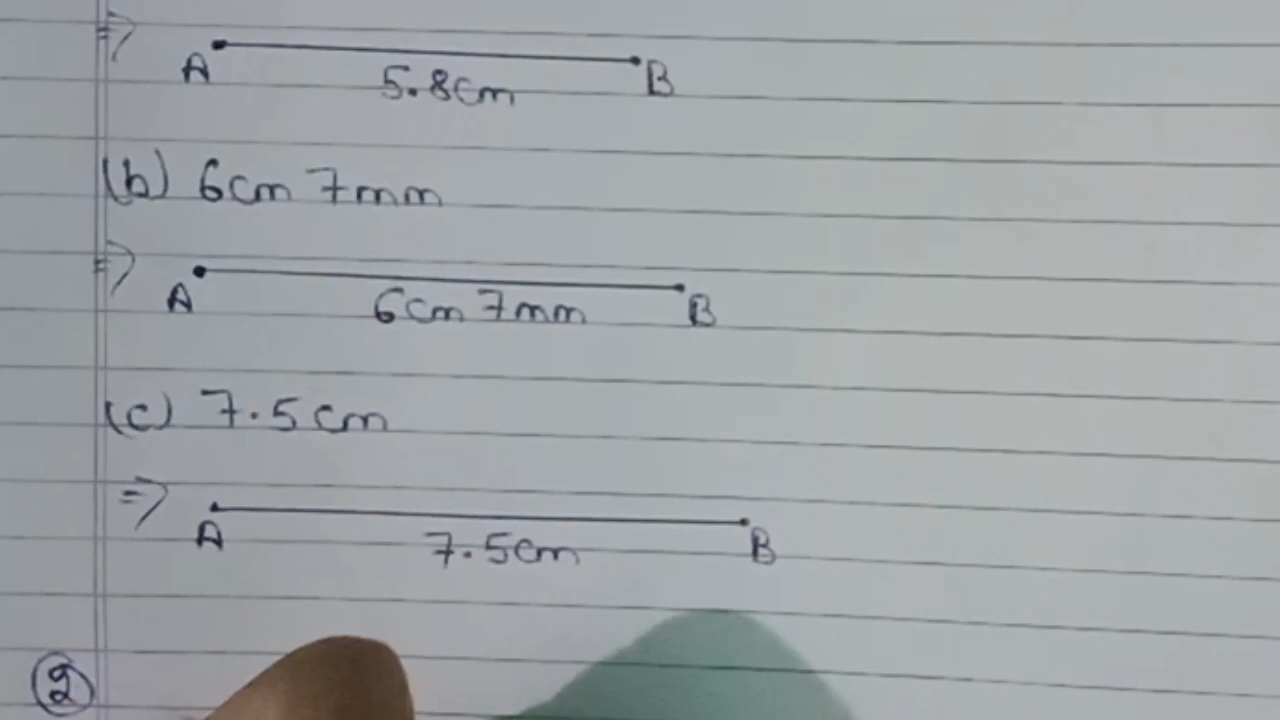 ⇒ A B
5.8cm
(b) 6cm 7mm
⇒ A B
6cm 7mm
(c) 7.5cm
⇒ A B
7.5cm
2